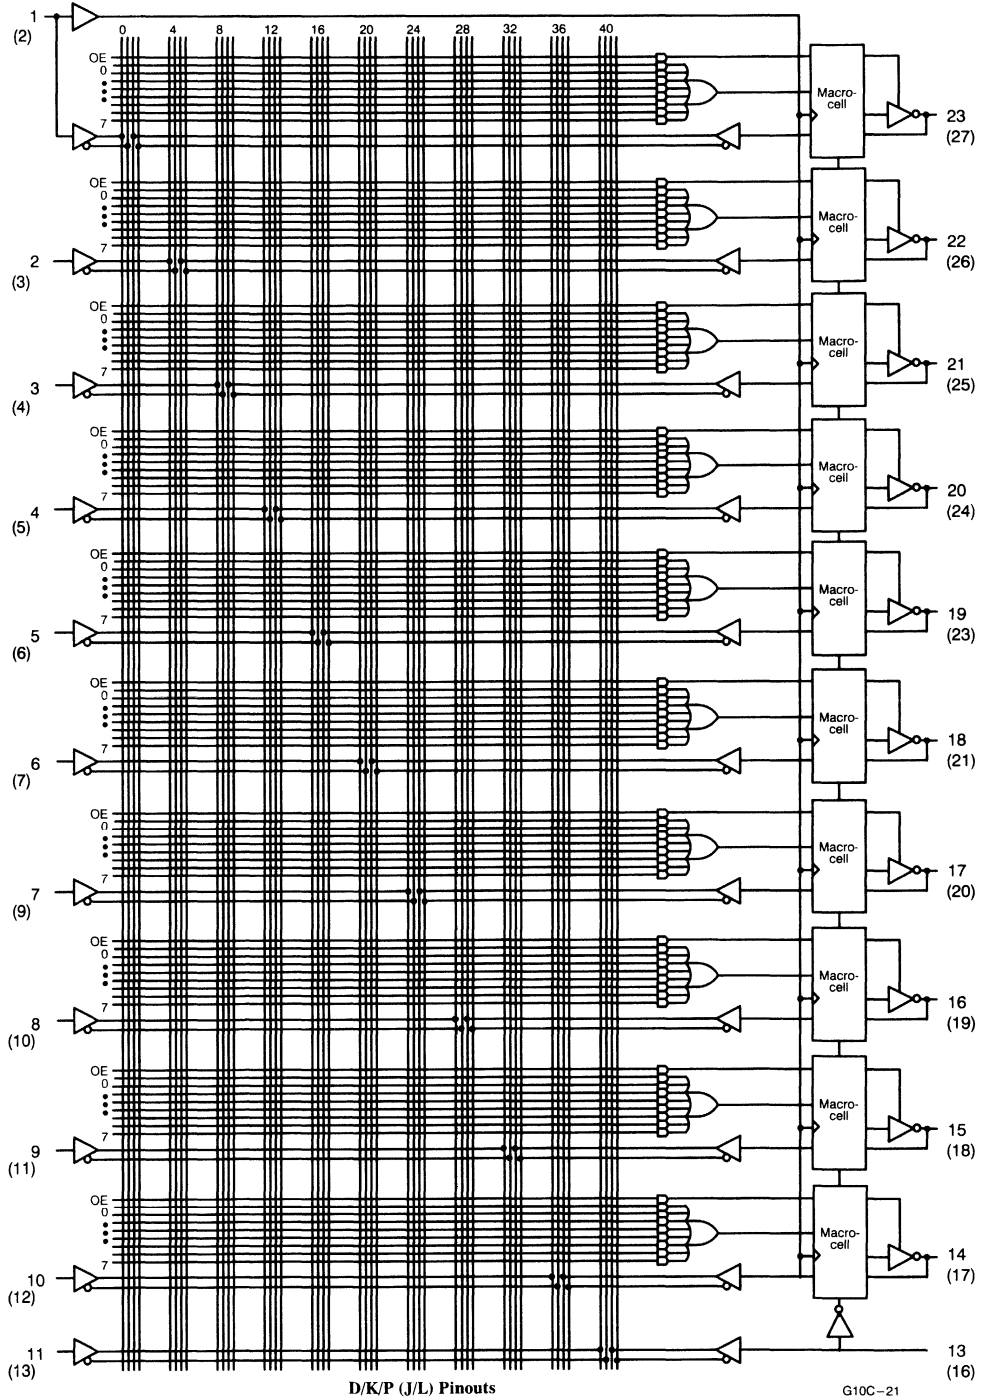 1
(2)
0 4 8 12 16 20 24 28 32 36 40
OE
0
7
Macro-
cell
23
(27)
OE
0
7
Macro-
cell
2
(3)
22
(26)
OE
0
7
Macro-
cell
3
(4)
21
(25)
OE
0
7
Macro-
cell
4
(5)
20
(24)
OE
0
7
Macro-
cell
5
(6)
19
(23)
OE
0
7
Macro-
cell
6
(7)
18
(21)
OE
0
7
Macro-
cell
7
(9)
17
(20)
OE
0
7
Macro-
cell
8
(10)
16
(19)
OE
0
7
Macro-
cell
9
(11)
15
(18)
OE
0
7
Macro-
cell
10
(12)
14
(17)
11
(13)
13
(16)
D/K/P (J/L) Pinouts
G10C-21